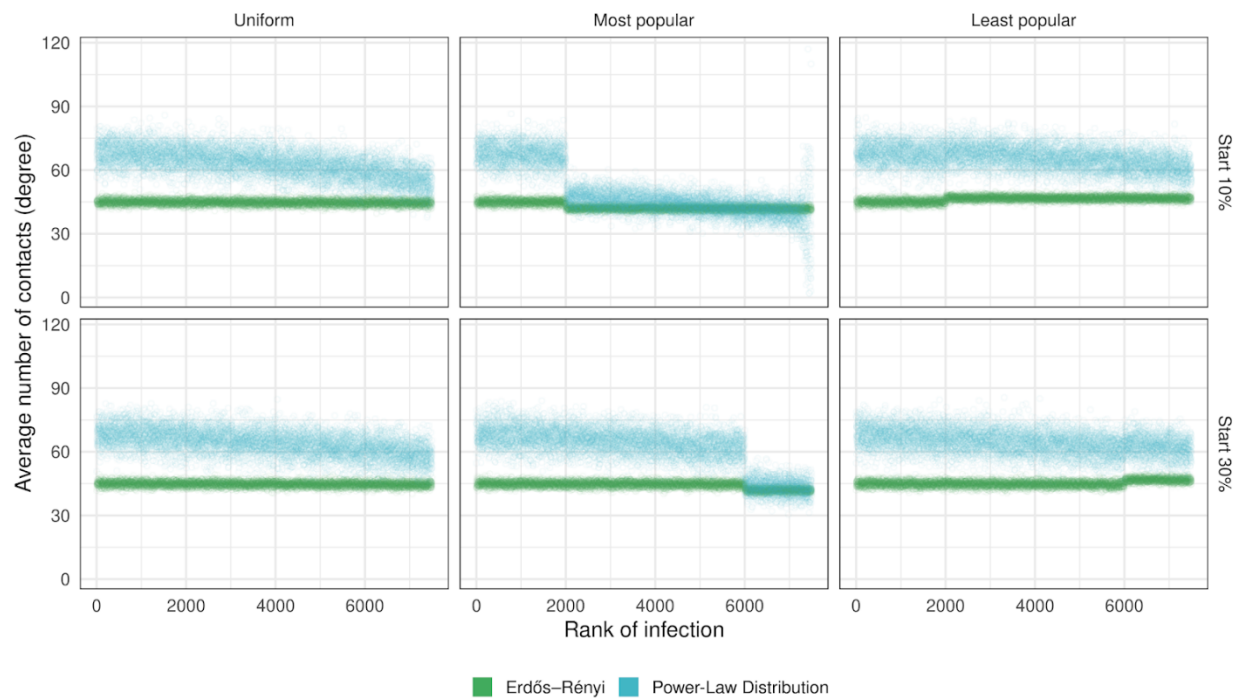 Uniform
Most popular
Least popular
Average number of contacts (degree)
120
90
60
30
0
Start 10%
120
90
60
30
0
Start 30%
0 2000 4000 6000
0 2000 4000 6000
0 2000 4000 6000
Rank of infection
Erdős–Rényi
Power-Law Distribution